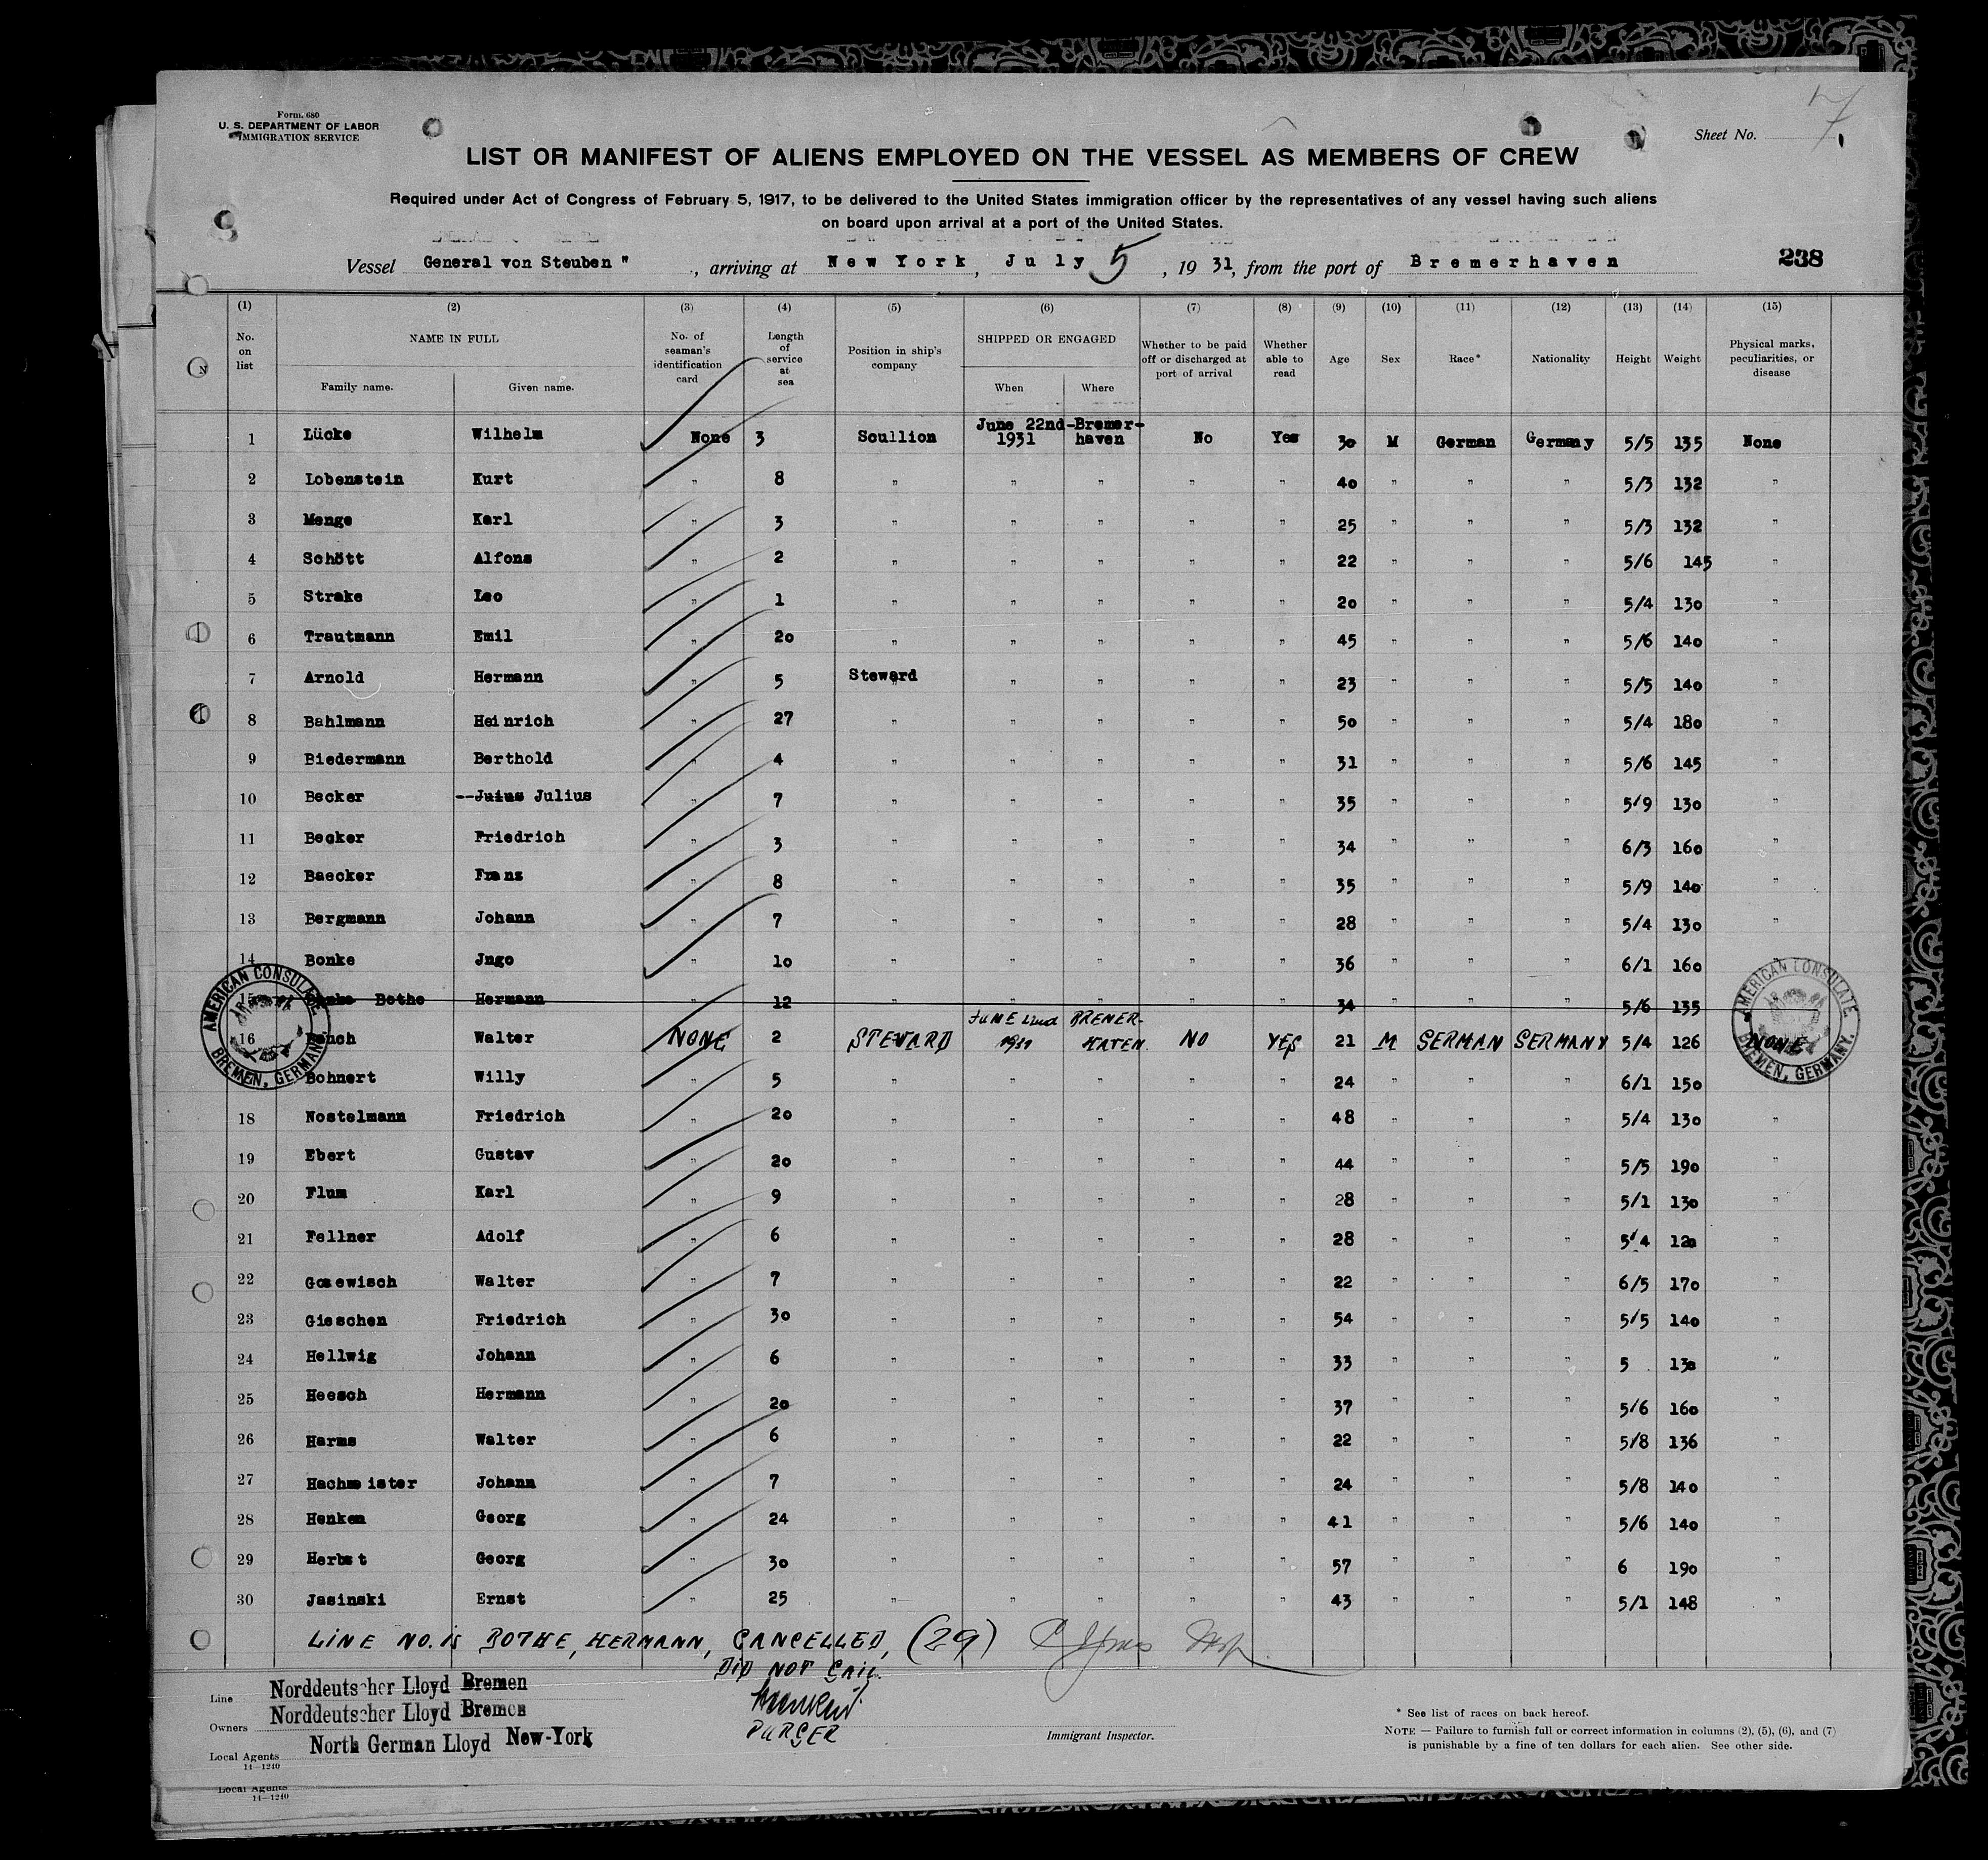 Form. 680
U. S. DEPARTMENT OF LABOR
IMMIGRATION SERVICE
Sheet No. 7
LIST OR MANIFEST OF ALIENS EMPLOYED ON THE VESSEL AS MEMBERS OF CREW
Required under Act of Congress of February 5, 1917, to be delivered to the United States immigration officer by the representatives of any vessel having such aliens
on board upon arrival at a port of the United States.
Vessel General von Steuben", arriving at New York, July 5, 1931, from the port of Bremerhaven 238
(1) (2) (3) (4) (5) (6) (7) (8) (9) (10) (11) (12) (13) (14) (15)
No. on list NAME IN FULL Family name. Given name. No. of seaman's identification card Length of service at sea Position in ship's company SHIPPED OR ENGAGED When Where Whether to be paid off or discharged at port of arrival Whether able to read Age Sex Race* Nationality Height Weight Physical marks, peculiarities, or disease
1 Lücke Wilhelm None 3 Scullion June 22nd 1931 -Bremer-haven No Yes 30 M German Germany 5/5 135 None
2 Lobenstein Kurt " 8 " " " " " 40 " " " 5/3 132 "
3 Menge Karl " 3 " " " " " 25 " " " 5/3 132 "
4 Schött Alfons " 2 " " " " " 22 " " " 5/6 145 "
5 Strake Leo " 1 " " " " " 20 " " " 5/4 130 "
6 Trautmann Emil " 20 " " " " " 45 " " " 5/6 140 "
7 Arnold Hermann " 5 Steward " " " " 23 " " " 5/5 140 "
8 Bahlmann Heinrich " 27 " " " " " 50 " " " 5/4 180 "
9 Biedermann Berthold " 4 " " " " " 31 " " " 5/6 145 "
10 Becker --Juius Julius " 7 " " " " " 35 " " " 5/9 130 "
11 Becker Friedrich " 3 " " " " " 34 " " " 6/3 160 "
12 Baecker Franz " 8 " " " " " 35 " " " 5/9 140 "
13 Bergmann Johann " 7 " " " " " 28 " " " 5/4 130 "
14 Bonke Jngo " 10 " " " " " 36 " " " 6/1 160 "
15 Bothe Hermann " 12 " " " " " 34 " " " 5/6 135
16 Walter NONE 2 STEWARD JUNE 1931 BREMER-HAVEN. NO YES 21 M GERMAN GERMANY 5/4 126 NONE
Bohnert Willy " 5 " " " " " 24 " " " 6/1 150 "
18 Nostelmann Friedrich " 20 " " " " " 48 " " " 5/4 130 "
19 Ebert Gustav " 20 " " " " " 44 " " " 5/5 190 "
20 Flum Karl " 9 " " " " " 28 " " " 5/1 130 "
21 Fellner Adolf " 6 " " " " " 28 " " " 5/4 120 "
22 Gosewisch Walter " 7 " " " " " 22 " " " 6/5 170 "
23 Gieschen Friedrich " 30 " " " " " 54 " " " 5/5 140 "
24 Hellwig Johann " 6 " " " " " 33 " " " 5 130 "
25 Heesch Hermann " 20 " " " " " 37 " " " 5/6 160 "
26 Harms Walter " 6 " " " " " 22 " " " 5/8 136 "
27 Hachmeister Johann " 7 " " " " " 24 " " " 5/8 140 "
28 Henken Georg " 24 " " " " " 41 " " " 5/6 140 "
29 Herbst Georg " 30 " " " " " 57 " " " 6 190 "
30 Jasinski Ernst " 25 " " " " " 43 " " " 5/1 148 "
AMERICAN CONSULATE
BREMEN, GERMANY.
AMERICAN CONSULATE
BREMEN, GERMANY.
LINE NO. 15 BOTHE, HERMANN, CANCELLED, (29)
DID NOT SAIL.
PURSER
Line Norddeutscher Lloyd Bremen
Owners Norddeutscher Lloyd Bremen
Local Agents North German Lloyd New-York
14—1240
Immigrant Inspector.
* See list of races on back hereof.
NOTE — Failure to furnish full or correct information in columns (2), (5), (6), and (7)
is punishable by a fine of ten dollars for each alien. See other side.
Local Agents
14—1240